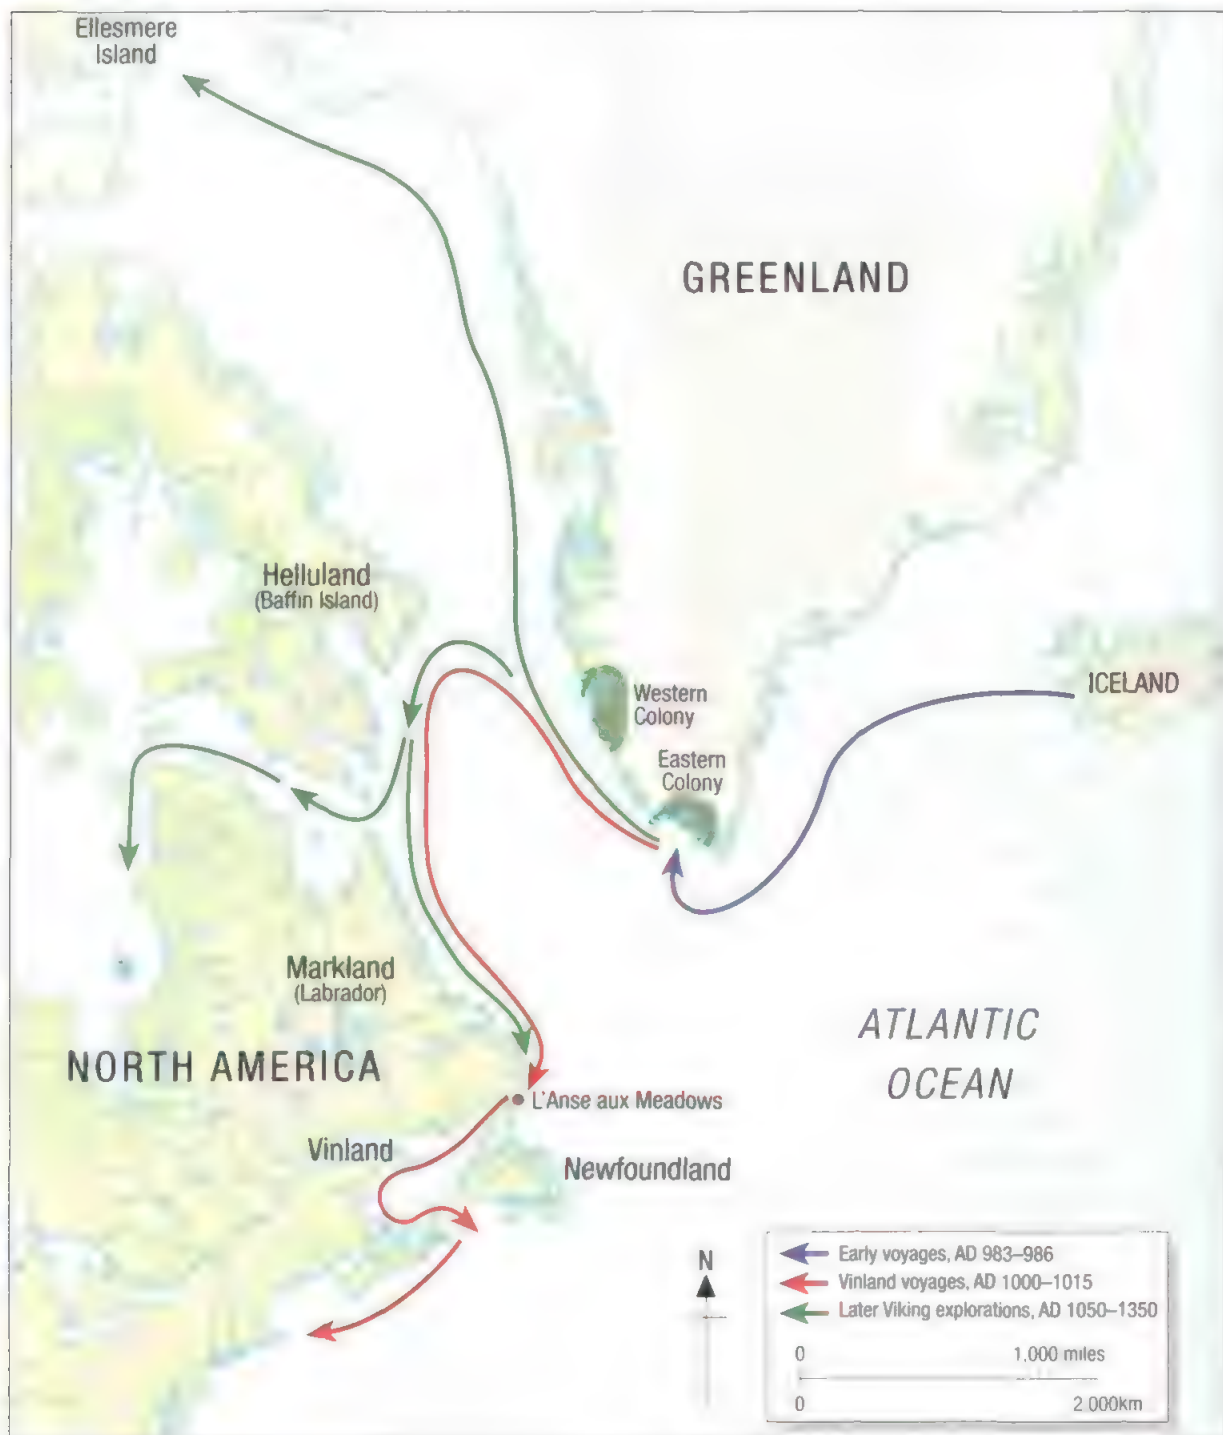 Ellesmere
Island
GREENLAND
Helluland
(Baffin Island)
Western
Colony
ICELAND
Eastern
Colony
Markland
(Labrador)
ATLANTIC
OCEAN
NORTH AMERICA
L'Anse aux Meadows
Vinland
Newfoundland
N
Early voyages, AD 983–986
Vinland voyages, AD 1000–1015
Later Viking explorations, AD 1050–1350
0 1,000 miles
0 2.000km